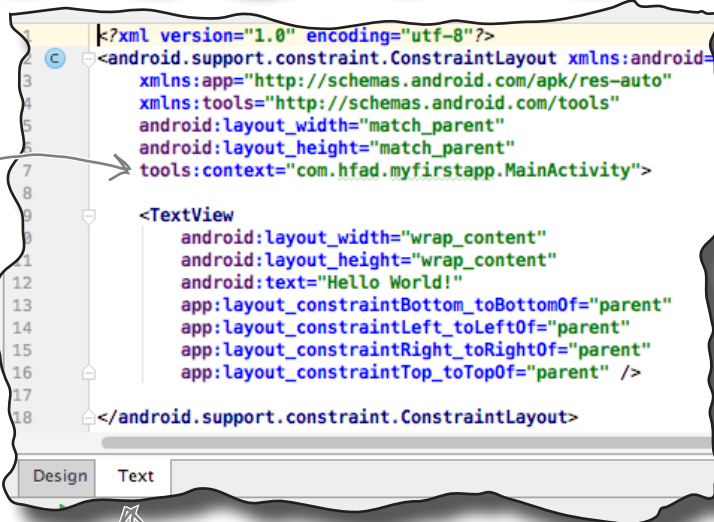 1 <?xml version="1.0" encoding="utf-8"?>
2 C <android.support.constraint.ConstraintLayout xmlns:android=
3 xmlns:app="http://schemas.android.com/apk/res-auto"
4 xmlns:tools="http://schemas.android.com/tools"
5 android:layout_width="match_parent"
6 android:layout_height="match_parent"
7 tools:context="com.hfad.myfirstapp.MainActivity">
8
9 <TextView
0 android:layout_width="wrap_content"
11 android:layout_height="wrap_content"
12 android:text="Hello World!"
13 app:layout_constraintBottom_toBottomOf="parent"
14 app:layout_constraintLeft_toLeftOf="parent"
15 app:layout_constraintRight_toRightOf="parent"
16 app:layout_constraintTop_toTopOf="parent" />
17
18 </android.support.constraint.ConstraintLayout>
Design Text